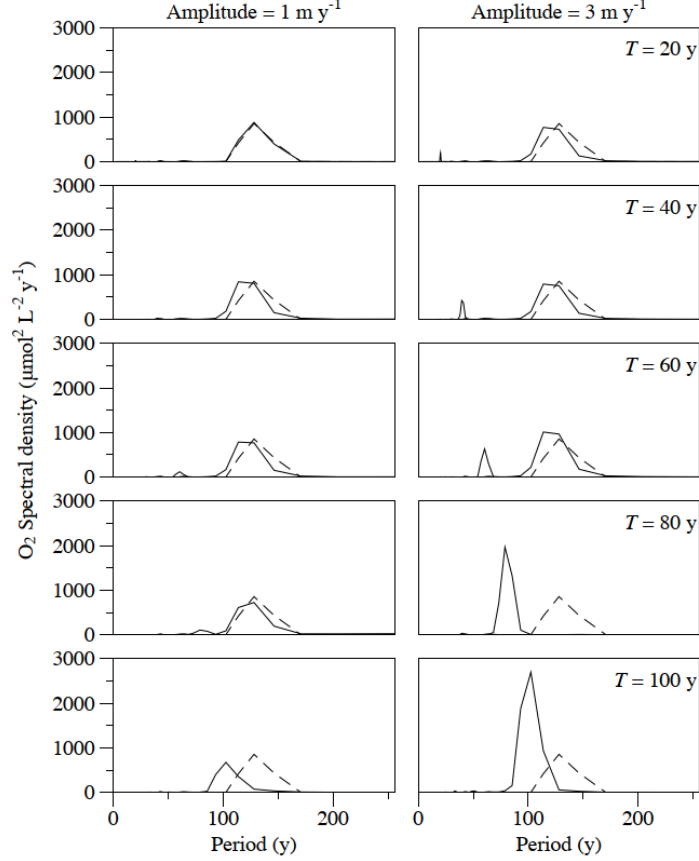 Amplitude = 1 m y⁻¹ Amplitude = 3 m y⁻¹
3000
2000
1000
0
T = 20 y
3000
2000
1000
0
T = 40 y
3000
2000
1000
0
T = 60 y
3000
2000
1000
0
T = 80 y
3000
2000
1000
0
T = 100 y
O₂ Spectral density (μmol² L⁻² y⁻¹)
0 100 200 0 100 200
Period (y) Period (y)